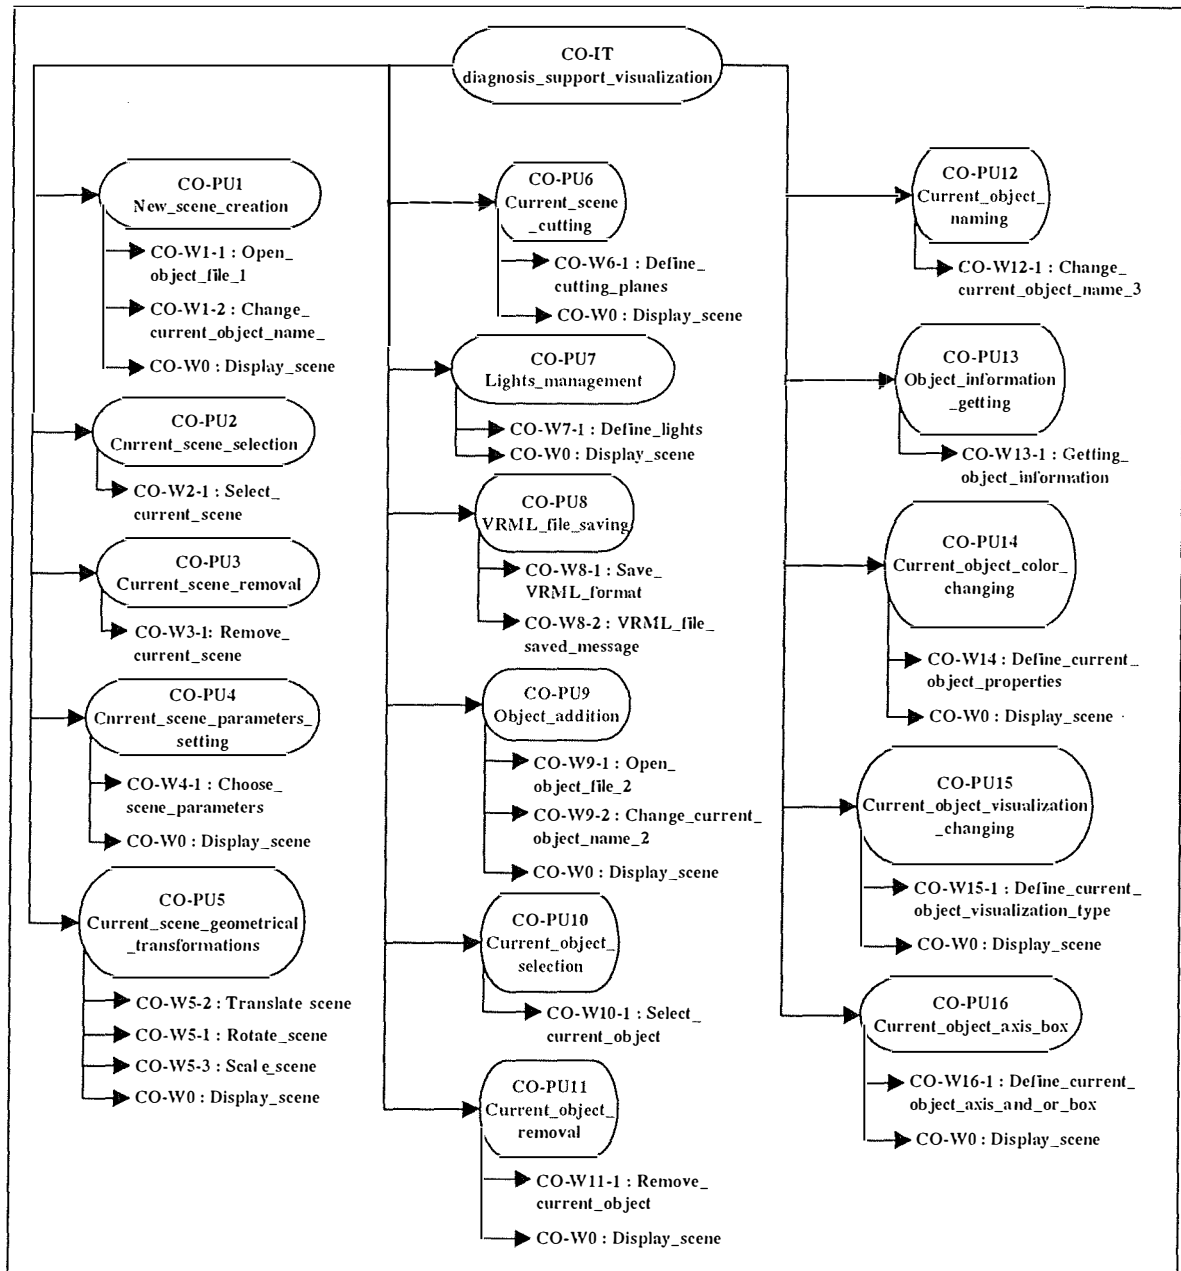 CO-IT
diagnosis_support_visualization
CO-PU1
New_scene_creation
CO-W1-1 : Open_
object_file_1
CO-W1-2 : Change_
current_object_name_
CO-W0 : Display_scene
CO-PU2
Cnrrent_scene_selection
CO-W2-1 : Select_
current_scene
CO-PU3
Current_scene_removal
CO-W3-1: Remove_
current_scene
CO-PU4
Cnrrent_scene_parameters_
setting
CO-W4-1 : Choose_
scene_parameters
CO-W0 : Display_scene
CO-PU5
Current_scene_geometrical
_transformations
CO-W5-2 : Translate_scene
CO-W5-1 : Rotate_scene
CO-W5-3 : Scale_scene
CO-W0 : Display_scene
CO-PU6
Current_scene
_cutting
CO-W6-1 : Define_
cutting_planes
CO-W0 : Display_scene
CO-PU7
Lights_management
CO-W7-1 : Define_lights
CO-W0 : Display_scene
CO-PU8
VRML_file_saving
CO-W8-1 : Save_
VRML_format
CO-W8-2 : VRML_file_
saved_message
CO-PU9
Object_addition
CO-W9-1 : Open_
object_file_2
CO-W9-2 : Change_current_
object_name_2
CO-W0 : Display_scene
CO-PU10
Current_object_
selection
CO-W10-1 : Select_
current_object
CO-PU11
Current_object_
removal
CO-W11-1 : Remove_
current_object
CO-W0 : Display_scene
CO-PU12
Current_object_
naming
CO-W12-1 : Change_
current_object_name_3
CO-PU13
Object_information
_getting
CO-W13-1 : Getting_
object_information
CO-PU14
Current_object_color_
changing
CO-W14 : Define_current_
object_properties
CO-W0 : Display_scene
CO-PU15
Current_object_visualization
_changing
CO-W15-1 : Define_current_
object_visualization_type
CO-W0 : Display_scene
CO-PU16
Current_object_axis_box
CO-W16-1 : Define_current_
object_axis_and_or_box
CO-W0 : Display_scene